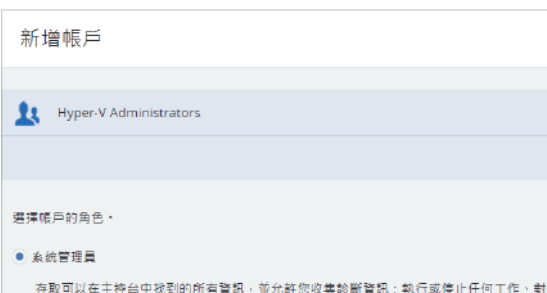 新增帳戶
Hyper-V Administrators
選擇帳戶的角色。
系統管理員
存取可以在主持台中找到的所有資訊，並允許您收集診斷資訊；執行或停止任何工作、對